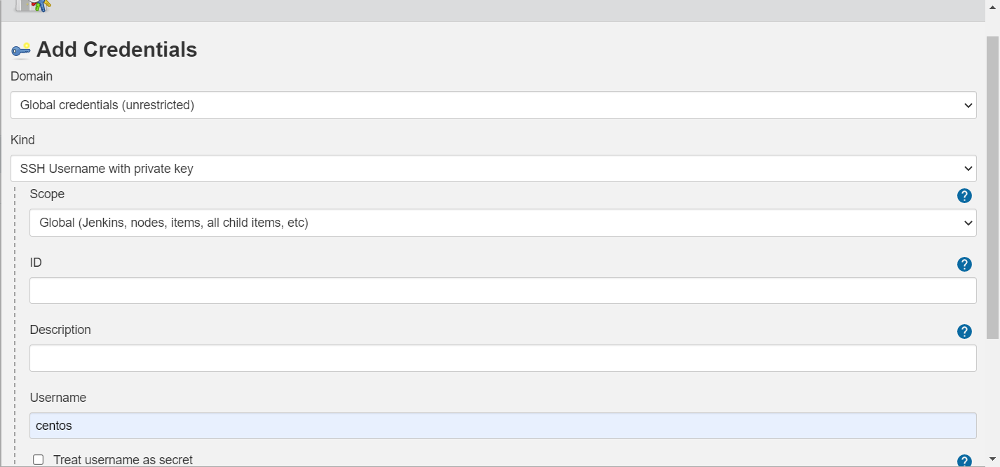 Add Credentials
Domain
Global credentials (unrestricted)
Kind
SSH Username with private key
Scope
?
Global (Jenkins, nodes, items, all child items, etc)
ID
?
Description
?
Username
centos
Treat username as secret
?